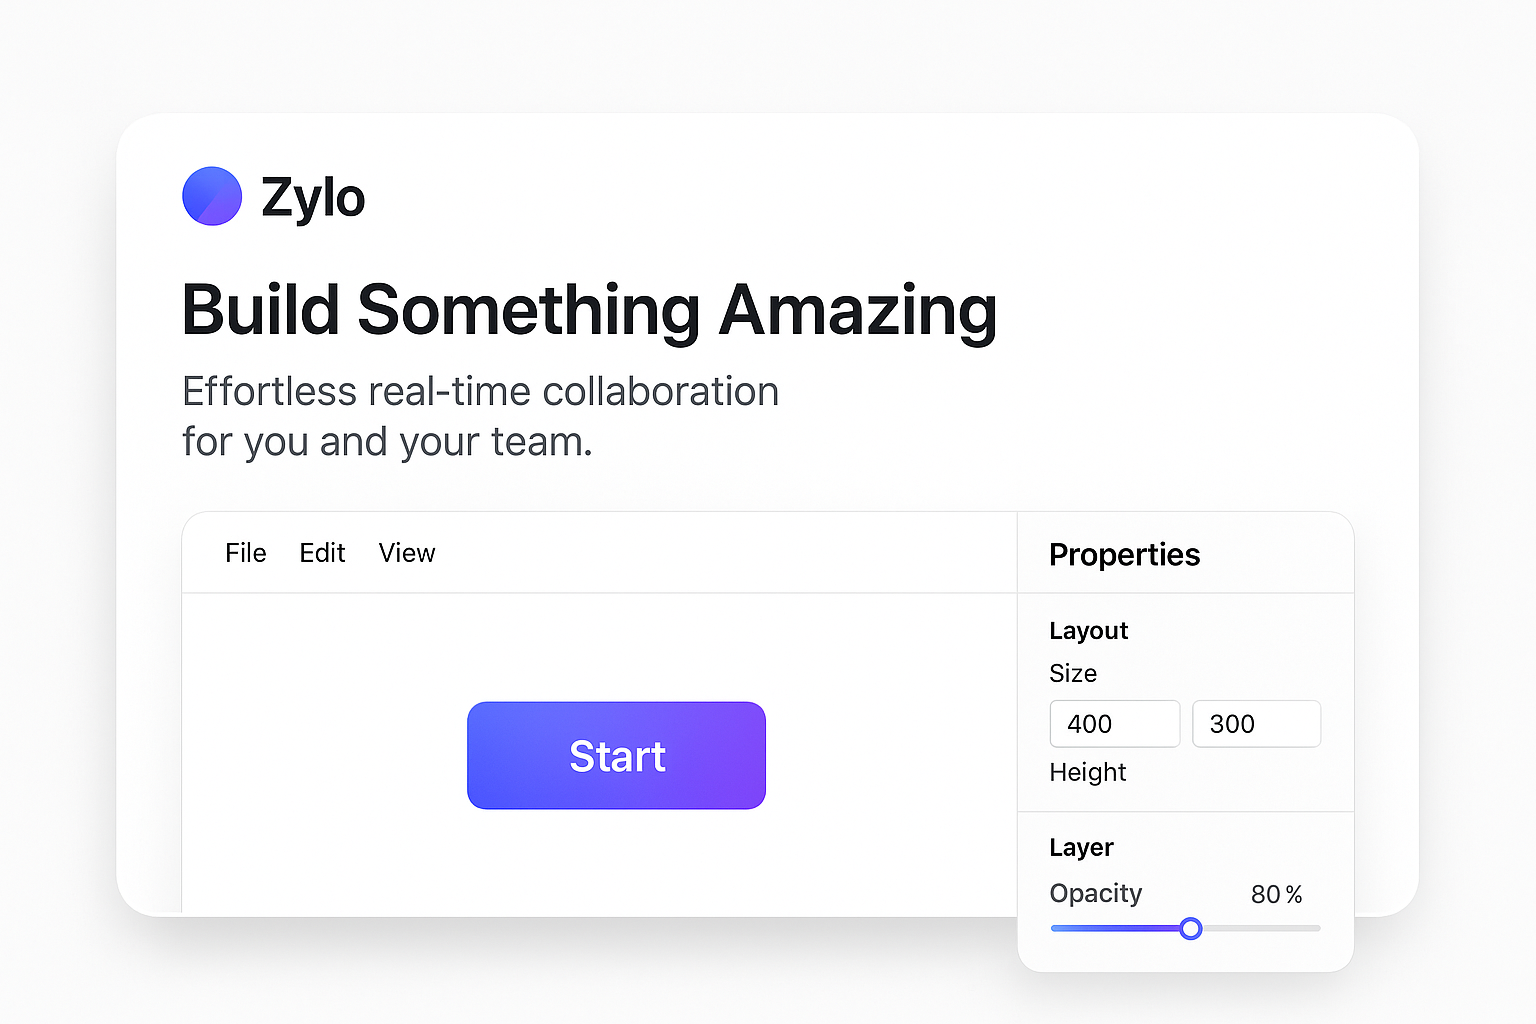 Zylo
Build Something Amazing
Effortless real-time collaboration
for you and your team.
File Edit View
Properties
Layout
Size
400 300
Height
Start
Layer
Opacity 80 %